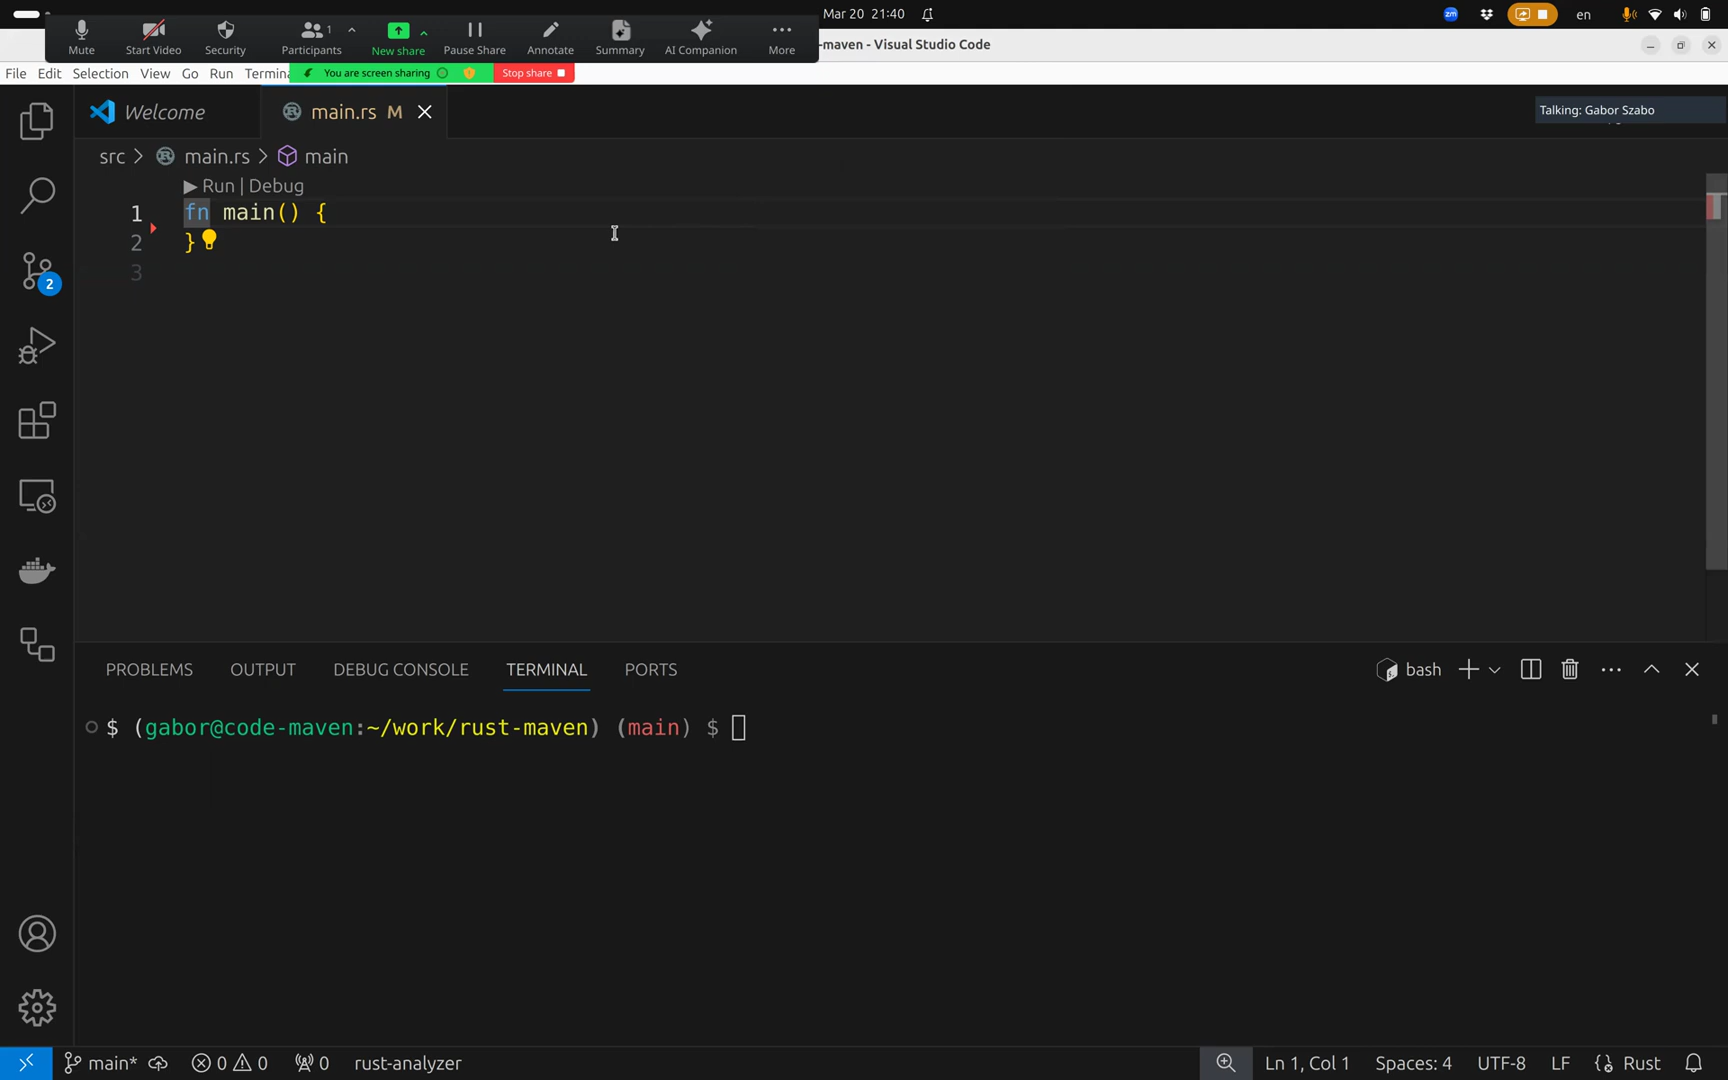 Mar 20 21:40
en
Mute
Start Video
Security
Participants 1
New share
Pause Share
Annotate
Summary
AI Companion
More
-maven - Visual Studio Code
File Edit Selection View Go Run Termin
You are screen sharing
Stop share
Welcome
main.rs M
Talking: Gabor Szabo
src > main.rs > main
Run | Debug
1 fn main() {
2 }
3
2
PROBLEMS OUTPUT DEBUG CONSOLE TERMINAL PORTS
bash
$ (gabor@code-maven:~/work/rust-maven) (main) $
main* 0 0 0 rust-analyzer
Ln 1, Col 1 Spaces: 4 UTF-8 LF Rust